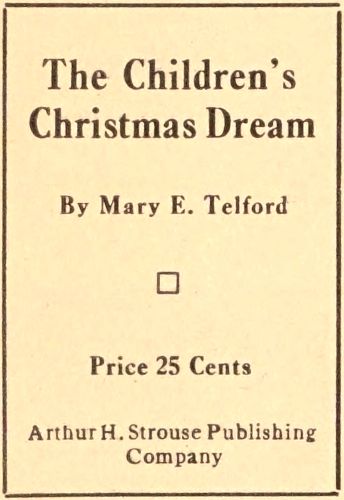 The Children's
Christmas Dream
By Mary E. Telford
Price 25 Cents
Arthur H. Strouse Publishing
Company